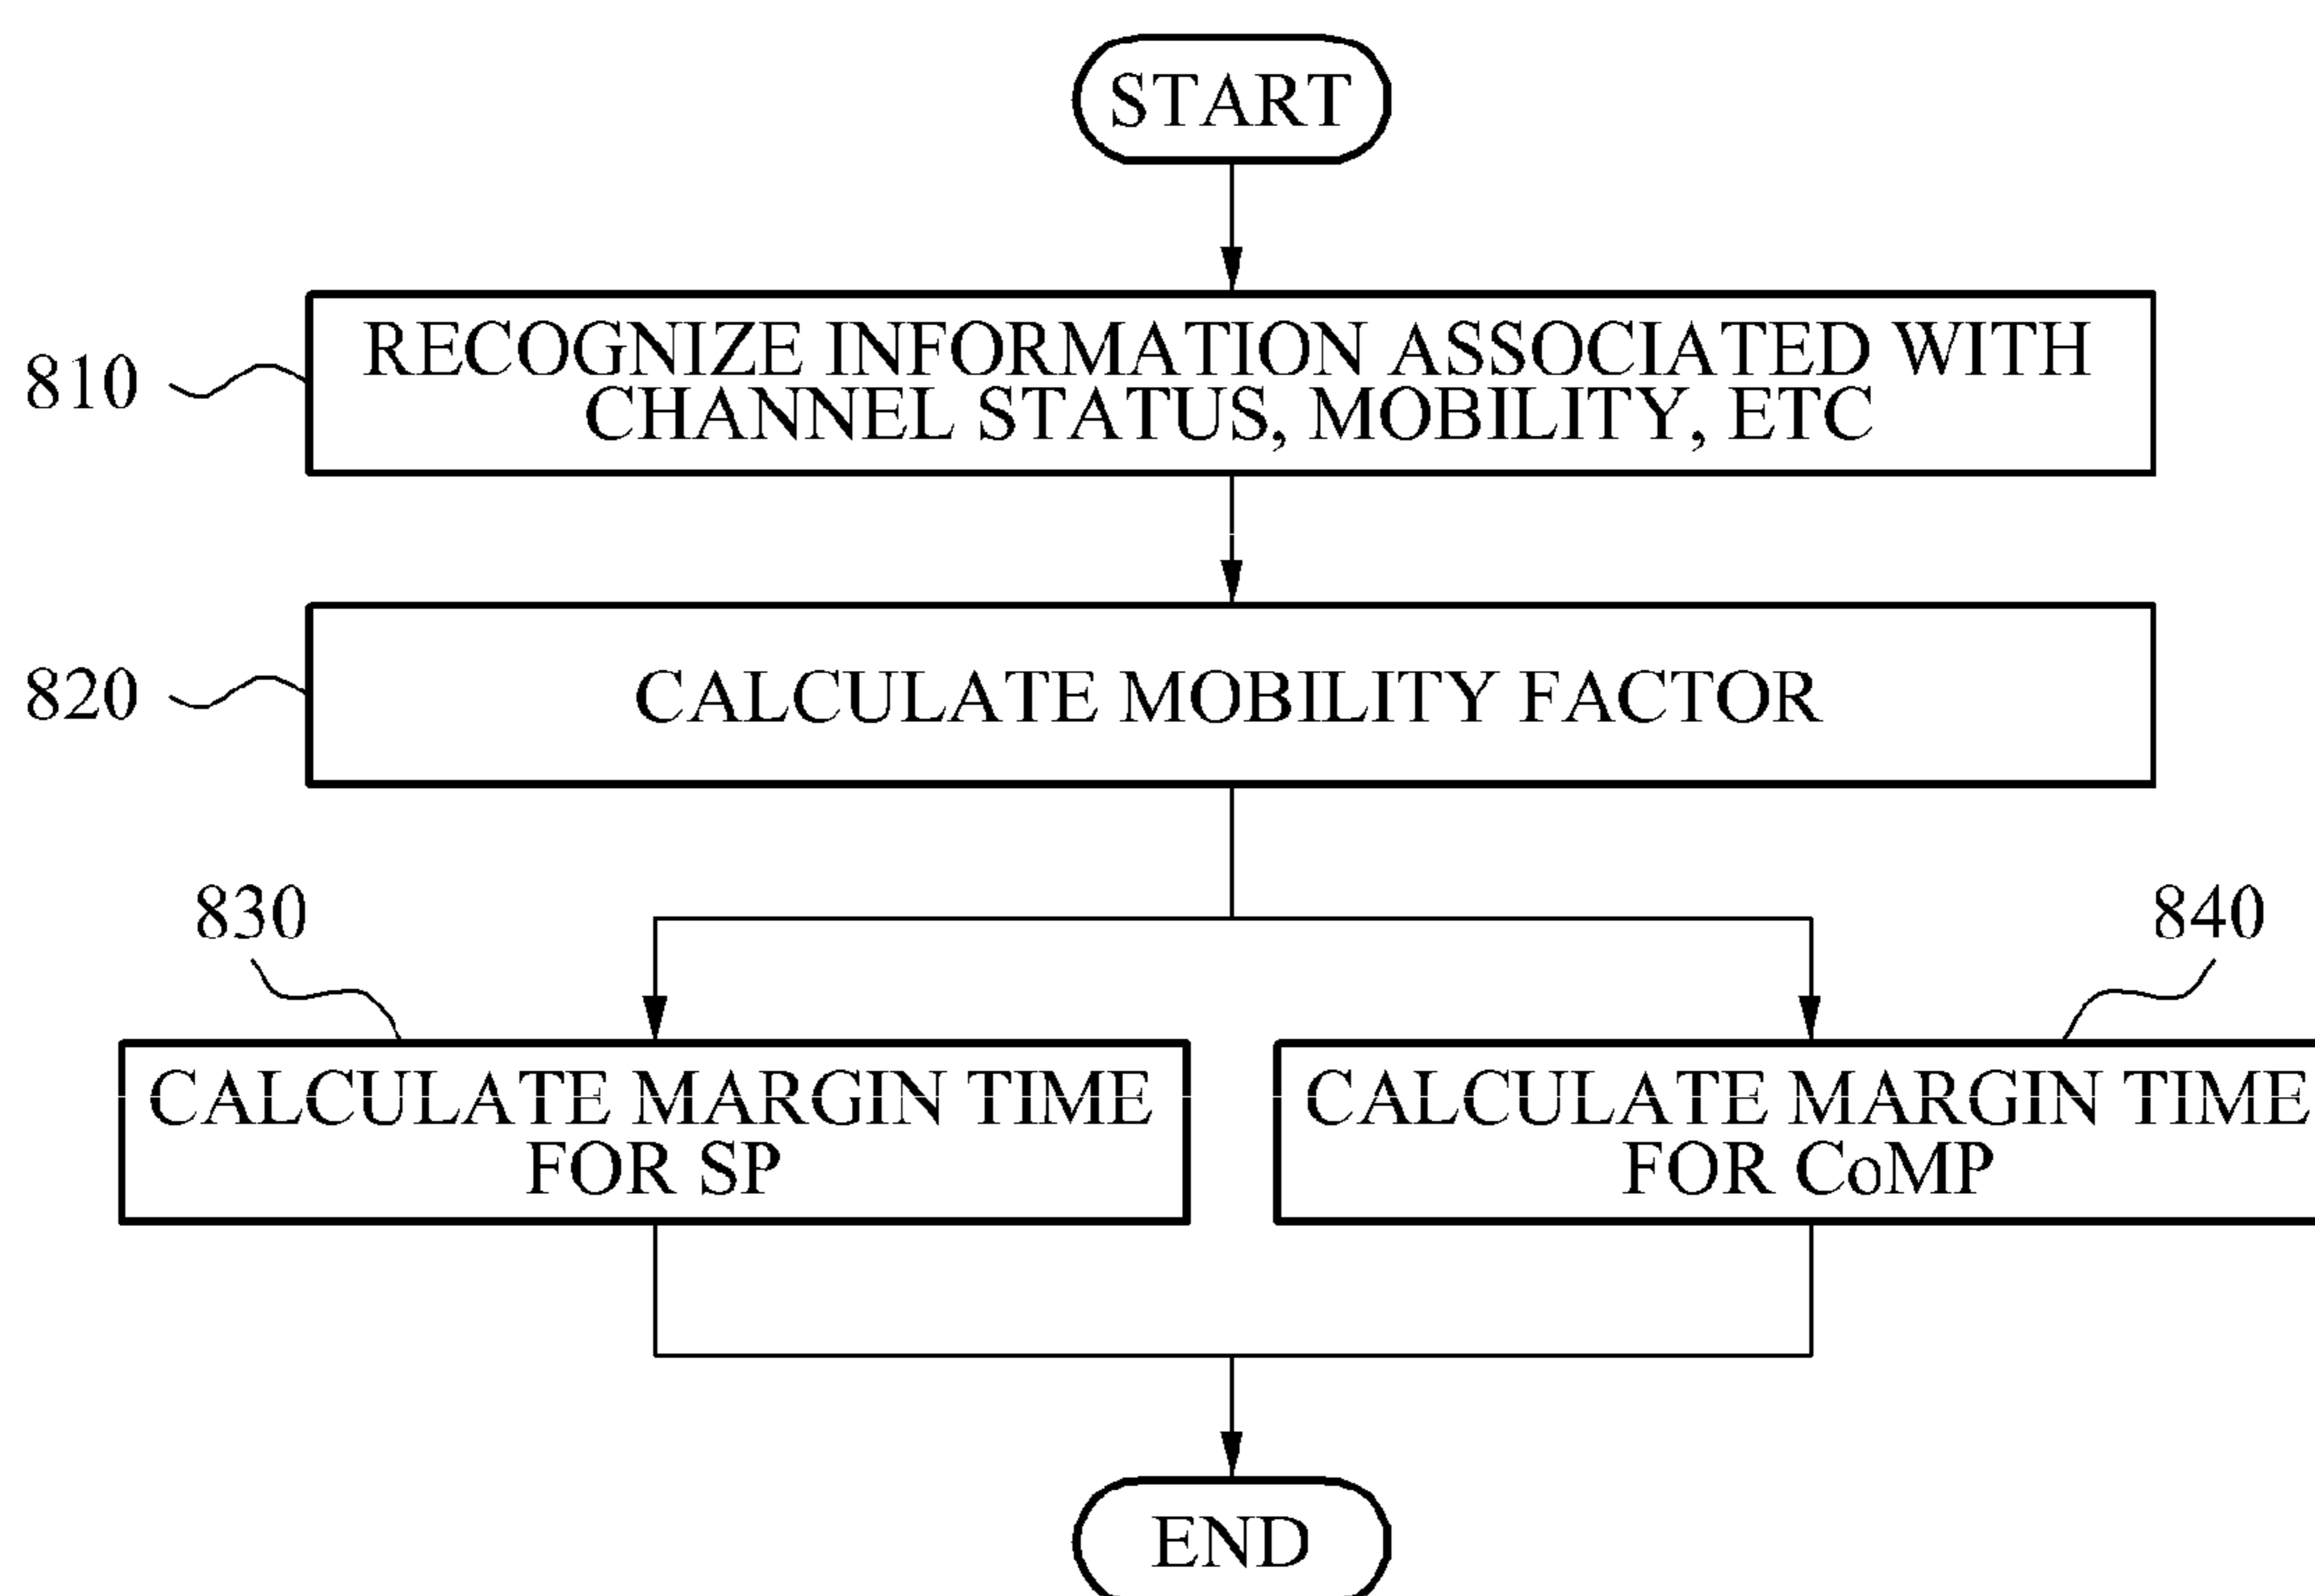 START
810
RECOGNIZE INFORMATION ASSOCIATED WITH
CHANNEL STATUS, MOBILITY, ETC
820
CALCULATE MOBILITY FACTOR
830
840
CALCULATE MARGIN TIME
FOR SP
CALCULATE MARGIN TIME
FOR CoMP
END